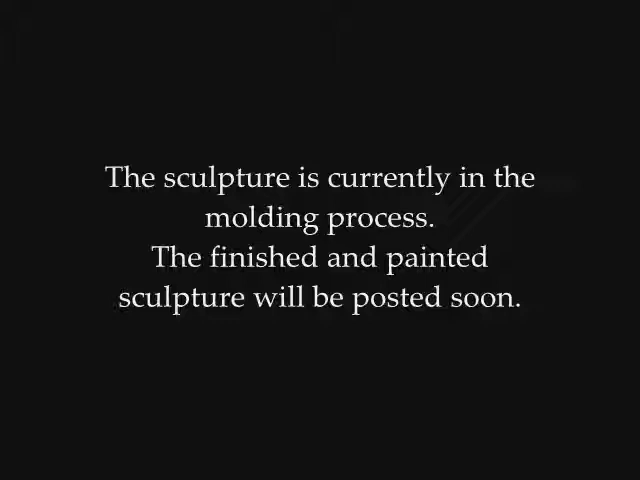 The sculpture is currently in the
molding process.
The finished and painted
sculpture will be posted soon.